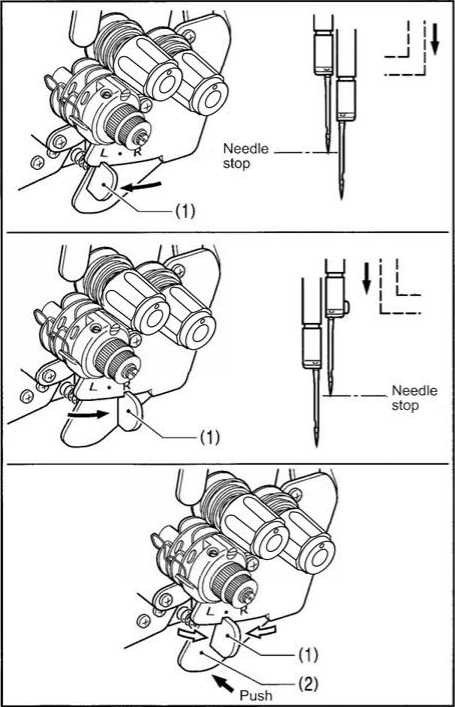 Needle
stop
L • R
(1)
L • R
Needle
stop
(1)
L • R
(1)
(2)
Push